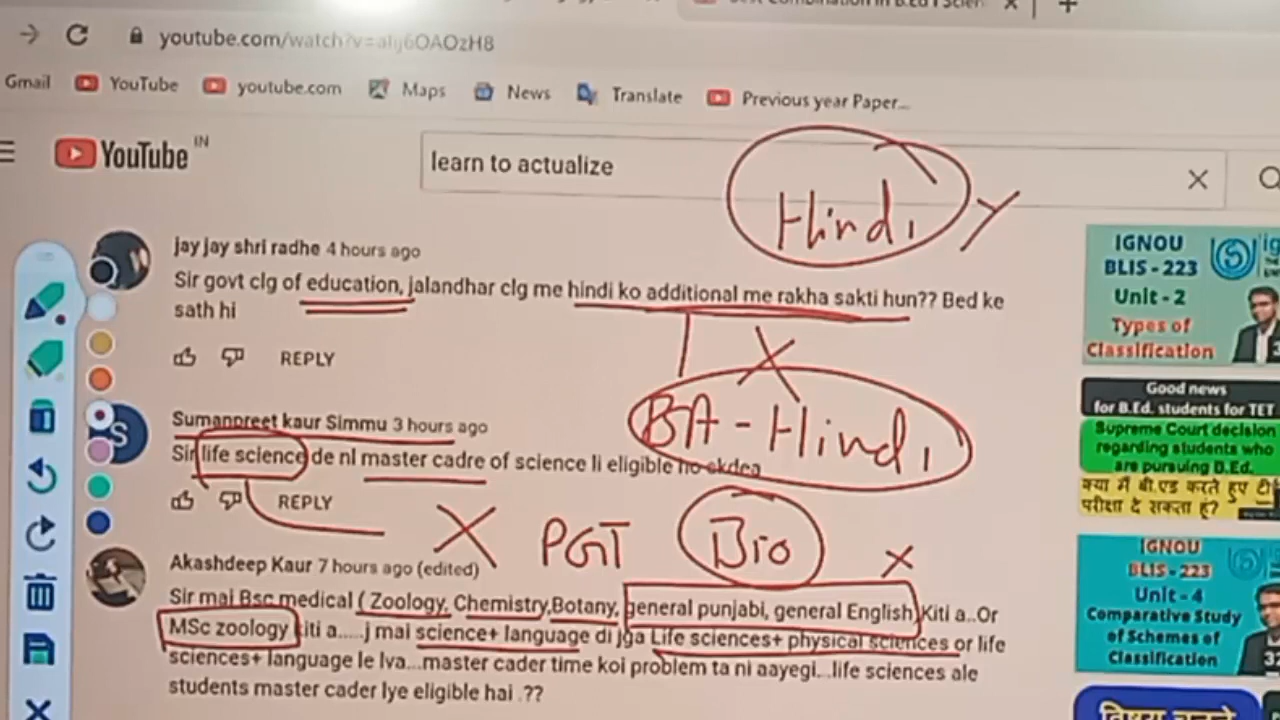 youtube.com/watch?v=
Gmail YouTube youtube.com Maps News Translate Previous year Paper...
YouTube IN
learn to actualize
Hindi
jay jay shri radhe 4 hours ago
Sir govt clg of education, jalandhar clg me hindi ko additional me rakha sakti hun?? Bed ke
sath hi
REPLY
BA - Hindi
S
Sumanpreet kaur Simmu 3 hours ago
Sir life science de nl master cadre of science li eligible ho skdea
REPLY
X PGT Bio x
Akashdeep Kaur 7 hours ago (edited)
Sir mai Bsc medical ( Zoology, Chemistry,Botany, general punjabi, general English)Kiti a..Or
MSc zoology kiti a.....j mai science+ language di jga Life sciences+ physical sciences or life
sciences+ language le lva...master cader time koi problem ta ni aayegi...life sciences ale
students master cader lye eligible hai .??
IGNOU
BLIS - 223
Unit - 2
Types of
Classification
Good news
for B.Ed. students for TET
Supreme Court decision
regarding students who
are pursuing B.Ed.
क्या मैं बी.एड करते हुए टी
परीक्षा दे सकता हूं?
IGNOU
BLIS - 223
Unit - 4
Comparative Study
of Schemes of
Classification